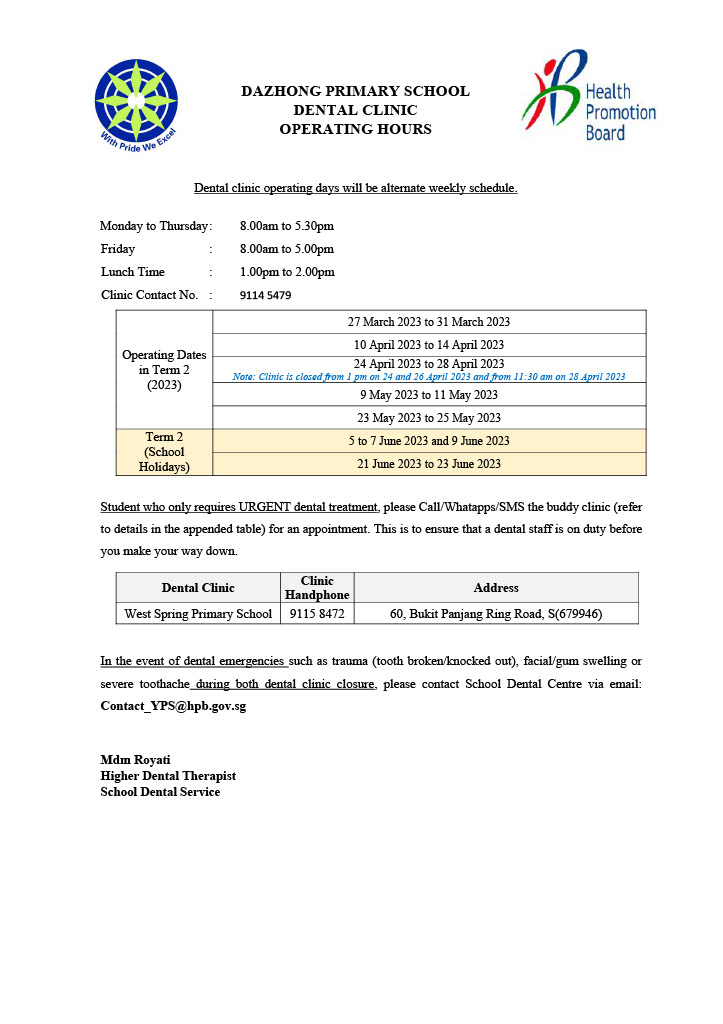 With Pride We Excel
DAZHONG PRIMARY SCHOOL
DENTAL CLINIC
OPERATING HOURS
Health
Promotion
Board
Dental clinic operating days will be alternate weekly schedule.
Monday to Thursday: 8.00am to 5.30pm
Friday : 8.00am to 5.00pm
Lunch Time : 1.00pm to 2.00pm
Clinic Contact No. : 9114 5479
Operating Dates
in Term 2
(2023)
27 March 2023 to 31 March 2023
10 April 2023 to 14 April 2023
24 April 2023 to 28 April 2023
Note: Clinic is closed from 1 pm on 24 and 26 April 2023 and from 11:30 am on 28 April 2023
9 May 2023 to 11 May 2023
23 May 2023 to 25 May 2023
Term 2
(School
Holidays)
5 to 7 June 2023 and 9 June 2023
21 June 2023 to 23 June 2023
Student who only requires URGENT dental treatment, please Call/Whatapps/SMS the buddy clinic (refer
to details in the appended table) for an appointment. This is to ensure that a dental staff is on duty before
you make your way down.
Dental Clinic
Clinic
Handphone
Address
West Spring Primary School 9115 8472 60, Bukit Panjang Ring Road, S(679946)
In the event of dental emergencies such as trauma (tooth broken/knocked out), facial/gum swelling or
severe toothache during both dental clinic closure, please contact School Dental Centre via email:
Contact_YPS@hpb.gov.sg
Mdm Royati
Higher Dental Therapist
School Dental Service